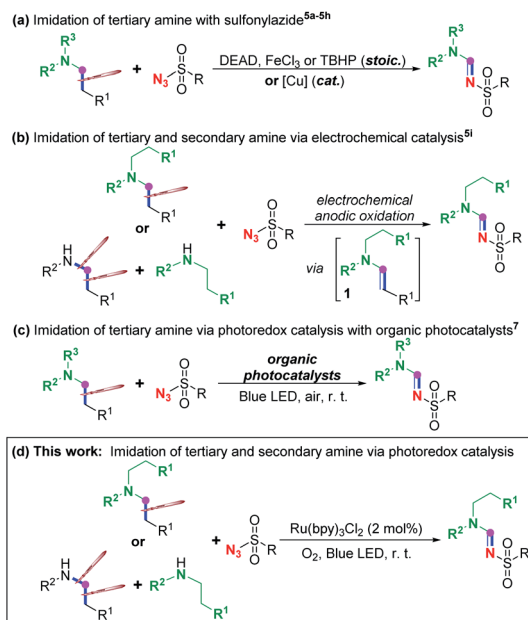 (a) Imidation of tertiary amine with sulfonylazide5a-5h
R3
N
R2
R1
+
O
S
N3
O
R
DEAD, FeCl3 or TBHP (stoic.)
or [Cu] (cat.)
R3
N
R2
N
O
S
R
O
(b) Imidation of tertiary and secondary amine via electrochemical catalysis5i
R1
N
R2
R1
or
H
N
R1
+
H
N
R2
R1
+
O
S
N3
O
R
electrochemical
anodic oxidation
via
R1
N
R2
1
R1
R1
N
R2
N
O
S
R
O
(c) Imidation of tertiary amine via photoredox catalysis with organic photocatalysts7
R3
N
R2
R1
+
O
S
N3
O
R
organic
photocatalysts
Blue LED, air, r. t.
R3
N
R2
N
O
S
R
O
(d) This work: Imidation of tertiary and secondary amine via photoredox catalysis
R1
N
R2
R1
or
H
N
R1
+
H
N
R2
R1
+
O
S
N3
O
R
Ru(bpy)3Cl2 (2 mol%)
O2, Blue LED, r. t.
R1
N
R2
N
O
S
R
O